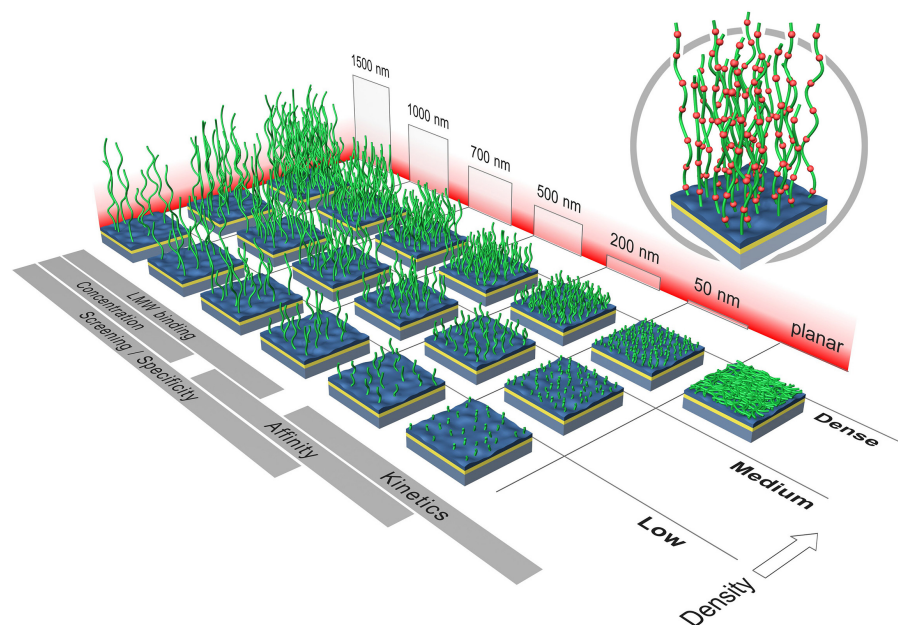 1500 nm
1000 nm
700 nm
500 nm
200 nm
50 nm
planar
LMW binding
Concentration
Screening / Specificity
Affinity
Kinetics
Dense
Medium
Low
Density